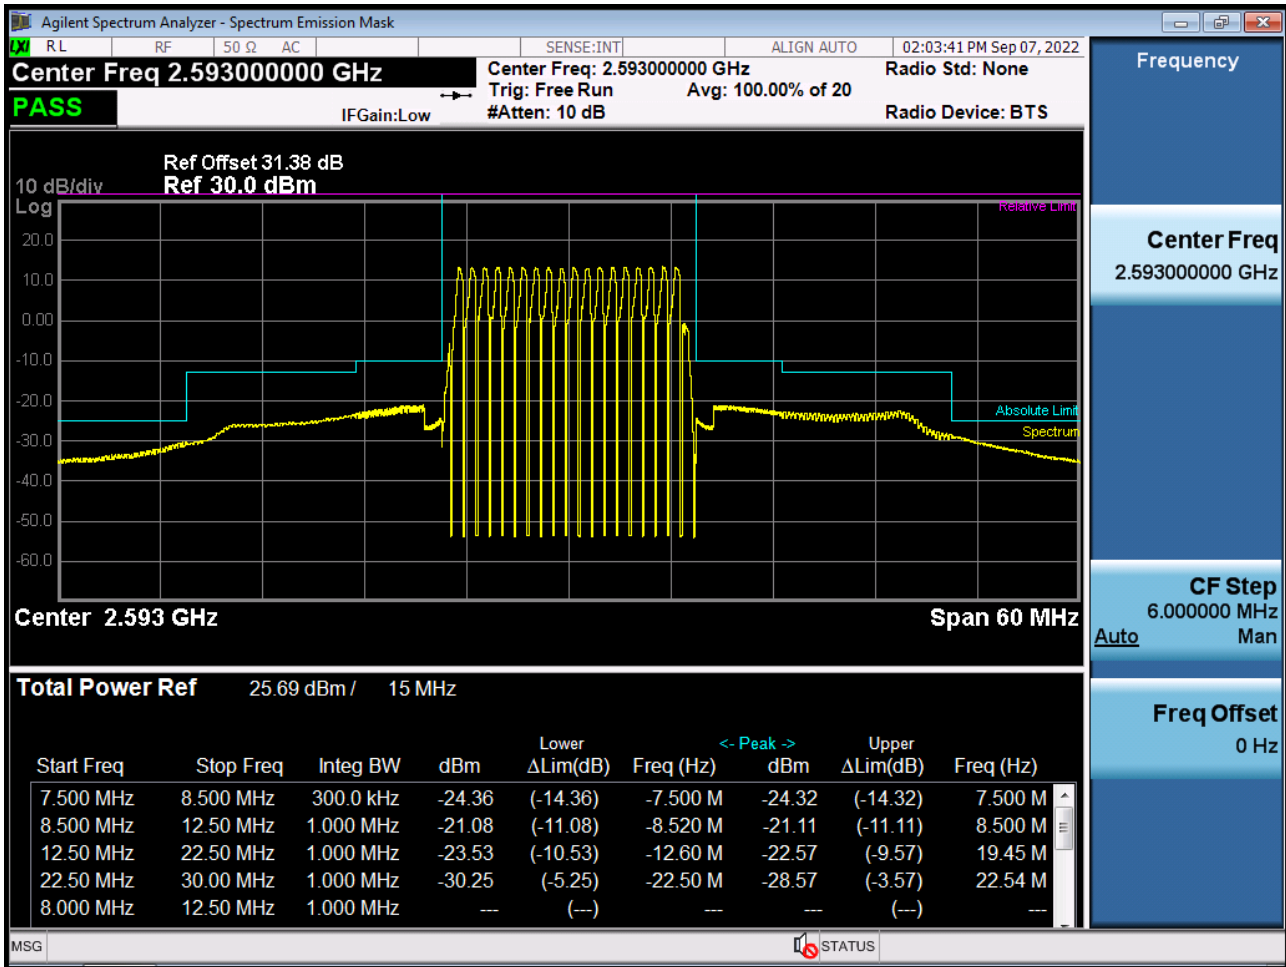 Agilent Spectrum Analyzer - Spectrum Emission Mask
LXI RL RF 50 Ω AC SENSE:INT ALIGN AUTO 02:03:41 PM Sep 07, 2022
Center Freq 2.593000000 GHz
Center Freq: 2.593000000 GHz
Radio Std: None
Trig: Free Run
Avg: 100.00% of 20
PASS
IFGain:Low
#Atten: 10 dB
Radio Device: BTS
Ref Offset 31.38 dB
10 dB/div Ref 30.0 dBm
Log
Relative Limit
20.0
10.0
0.00
-10.0
-20.0
Absolute Limit
Spectrum
-30.0
-40.0
-50.0
-60.0
Center 2.593 GHz
Span 60 MHz
Total Power Ref 25.69 dBm / 15 MHz
Lower <- Peak -> Upper
Start Freq Stop Freq Integ BW dBm ΔLim(dB) Freq (Hz) dBm ΔLim(dB) Freq (Hz)
7.500 MHz 8.500 MHz 300.0 kHz -24.36 (-14.36) -7.500 M -24.32 (-14.32) 7.500 M
8.500 MHz 12.50 MHz 1.000 MHz -21.08 (-11.08) -8.520 M -21.11 (-11.11) 8.500 M
12.50 MHz 22.50 MHz 1.000 MHz -23.53 (-10.53) -12.60 M -22.57 (-9.57) 19.45 M
22.50 MHz 30.00 MHz 1.000 MHz -30.25 (-5.25) -22.50 M -28.57 (-3.57) 22.54 M
8.000 MHz 12.50 MHz 1.000 MHz --- (---) --- --- (---) ---
MSG
STATUS
Frequency
Center Freq
2.593000000 GHz
CF Step
6.000000 MHz
Auto Man
Freq Offset
0 Hz